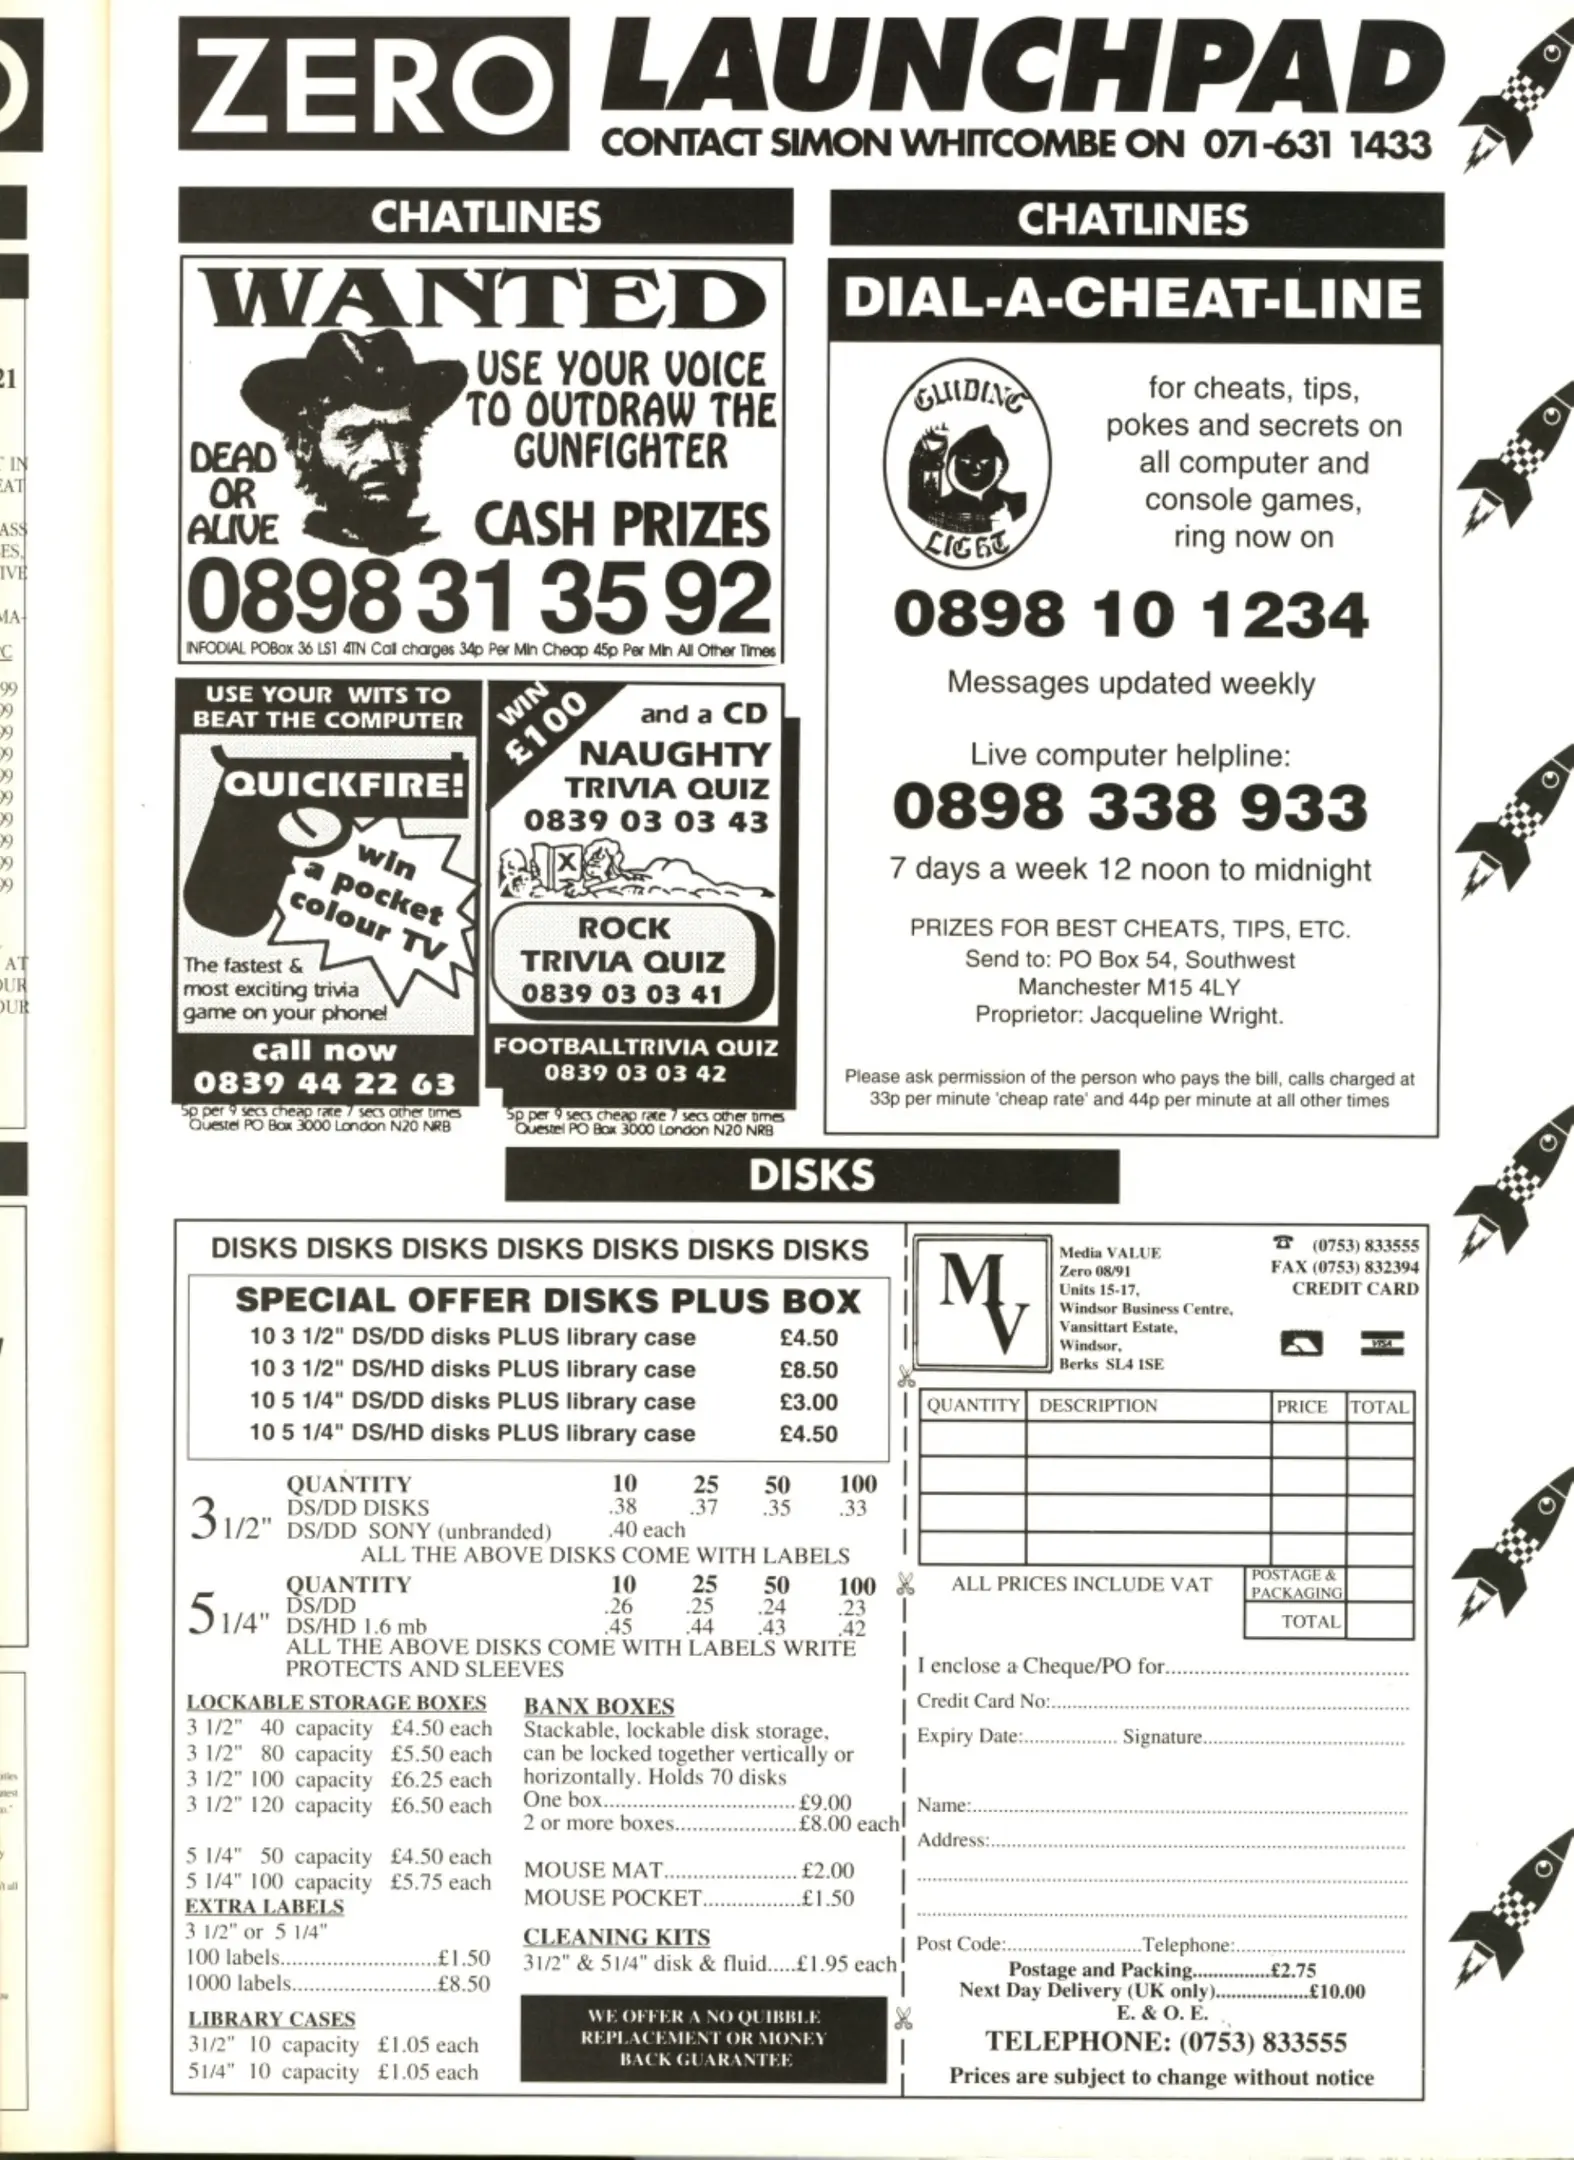 ZERO LAUNCHPAD
CONTACT SIMON WHITCOMBE ON 071-631 1433
CHATLINES
WANTED
USE YOUR VOICE
TO OUTDRAW THE
GUNFIGHTER
DEAD
OR
ALIVE
CASH PRIZES
0898 31 35 92
INFODIAL POBox 36 LS1 4TN Call charges 34p Per Min Cheap 45p Per Min All Other Times
USE YOUR WITS TO
BEAT THE COMPUTER
QUICKFIRE!
win
a pocket
colour TV
The fastest &
most exciting trivia
game on your phone!
call now
0839 44 22 63
5p per 9 secs cheap rate 7 secs other times
Questel PO Box 3000 London N20 NRB
WIN
£100
and a CD
NAUGHTY
TRIVIA QUIZ
0839 03 03 43
X
ROCK
TRIVIA QUIZ
0839 03 03 41
FOOTBALLTRIVIA QUIZ
0839 03 03 42
5p per 9 secs cheap rate 7 secs other times
Questel PO Box 3000 London N20 NRB
CHATLINES
DIAL-A-CHEAT-LINE
GUIDING
LIGHT
for cheats, tips,
pokes and secrets on
all computer and
console games,
ring now on
0898 10 1234
Messages updated weekly
Live computer helpline:
0898 338 933
7 days a week 12 noon to midnight
PRIZES FOR BEST CHEATS, TIPS, ETC.
Send to: PO Box 54, Southwest
Manchester M15 4LY
Proprietor: Jacqueline Wright.
Please ask permission of the person who pays the bill, calls charged at
33p per minute 'cheap rate' and 44p per minute at all other times
DISKS
DISKS DISKS DISKS DISKS DISKS DISKS DISKS
SPECIAL OFFER DISKS PLUS BOX
10 3 1/2" DS/DD disks PLUS library case £4.50
10 3 1/2" DS/HD disks PLUS library case £8.50
10 5 1/4" DS/DD disks PLUS library case £3.00
10 5 1/4" DS/HD disks PLUS library case £4.50
3 1/2"
QUANTITY 10 25 50 100
DS/DD DISKS .38 .37 .35 .33
DS/DD SONY (unbranded) .40 each
ALL THE ABOVE DISKS COME WITH LABELS
5 1/4"
QUANTITY 10 25 50 100
DS/DD .26 .25 .24 .23
DS/HD 1.6 mb .45 .44 .43 .42
ALL THE ABOVE DISKS COME WITH LABELS WRITE
PROTECTS AND SLEEVES
LOCKABLE STORAGE BOXES
3 1/2" 40 capacity £4.50 each
3 1/2" 80 capacity £5.50 each
3 1/2" 100 capacity £6.25 each
3 1/2" 120 capacity £6.50 each
5 1/4" 50 capacity £4.50 each
5 1/4" 100 capacity £5.75 each
EXTRA LABELS
3 1/2" or 5 1/4"
100 labels..........................£1.50
1000 labels........................£8.50
LIBRARY CASES
31/2" 10 capacity £1.05 each
51/4" 10 capacity £1.05 each
BANX BOXES
Stackable, lockable disk storage,
can be locked together vertically or
horizontally. Holds 70 disks
One box................................£9.00
2 or more boxes....................£8.00 each
MOUSE MAT...................... £2.00
MOUSE POCKET................£1.50
CLEANING KITS
31/2" & 51/4" disk & fluid.....£1.95 each
WE OFFER A NO QUIBBLE
REPLACEMENT OR MONEY
BACK GUARANTEE
MV
Media VALUE
Zero 08/91
Units 15-17,
Windsor Business Centre,
Vansittart Estate,
Windsor,
Berks SL4 1SE
☎ (0753) 833555
FAX (0753) 832394
CREDIT CARD
VISA
QUANTITY DESCRIPTION PRICE TOTAL
ALL PRICES INCLUDE VAT
POSTAGE &
PACKAGING
TOTAL
I enclose a Cheque/PO for..........................................
Credit Card No:..........................................
Expiry Date:.................. Signature..........................................
Name:..........................................
Address:..........................................
Post Code:..........................Telephone:..........................
Postage and Packing................£2.75
Next Day Delivery (UK only)...................£10.00
E. & O. E.
TELEPHONE: (0753) 833555
Prices are subject to change without notice